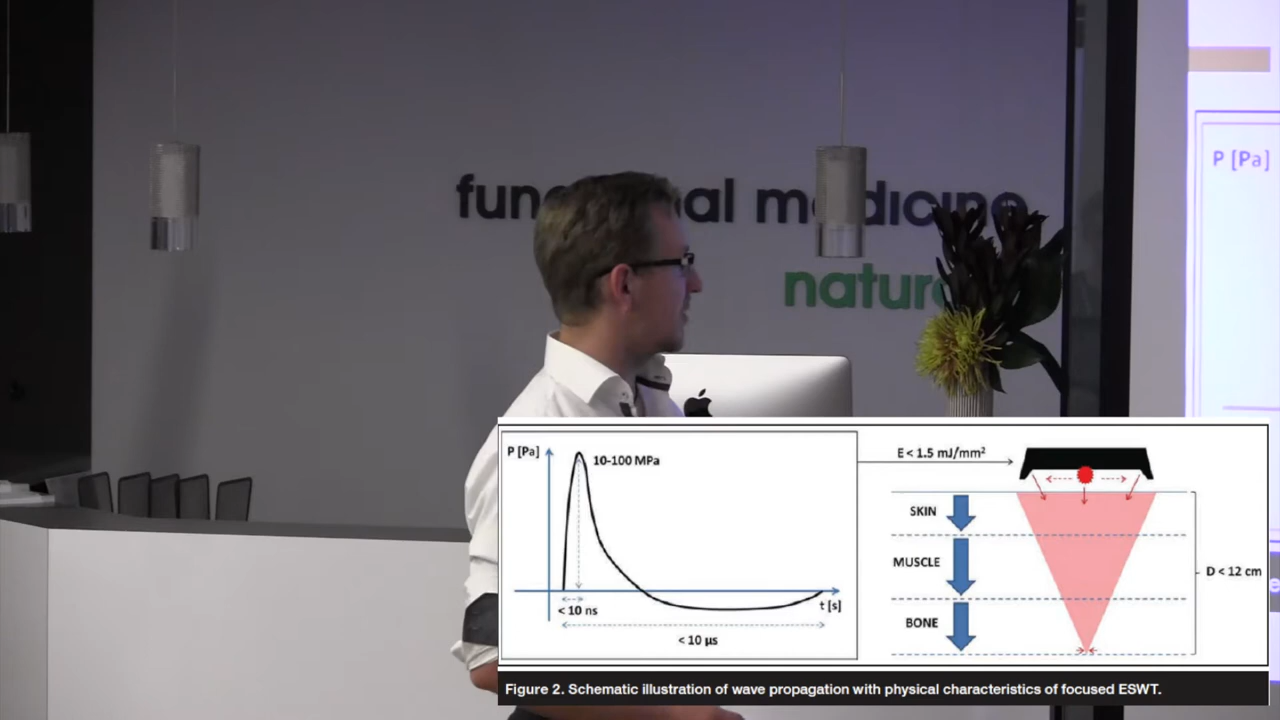 medicine
P [Pa]
P [Pa]
10-100 MPa
< 10 ns
t [s]
< 10 µs
E < 1.5 mJ/mm²
SKIN
MUSCLE
BONE
D < 12 cm
Figure 2. Schematic illustration of wave propagation with physical characteristics of focused ESWT.